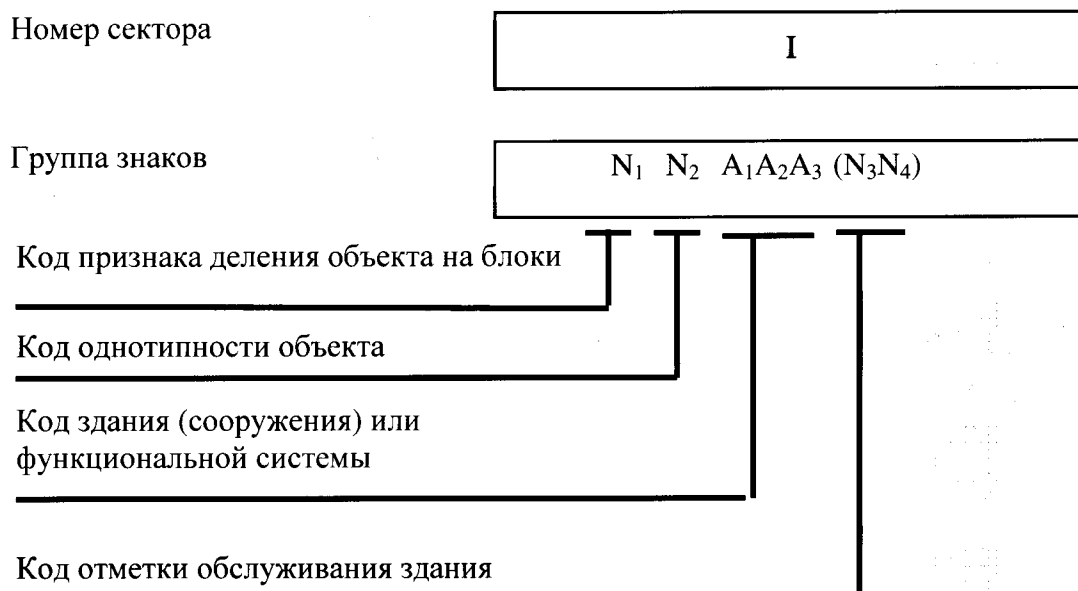 Номер сектора
I
Группа знаков
N₁ N₂ A₁A₂A₃ (N₃N₄)
Код признака деления объекта на блоки
Код однотипности объекта
Код здания (сооружения) или
функциональной системы
Код отметки обслуживания здания